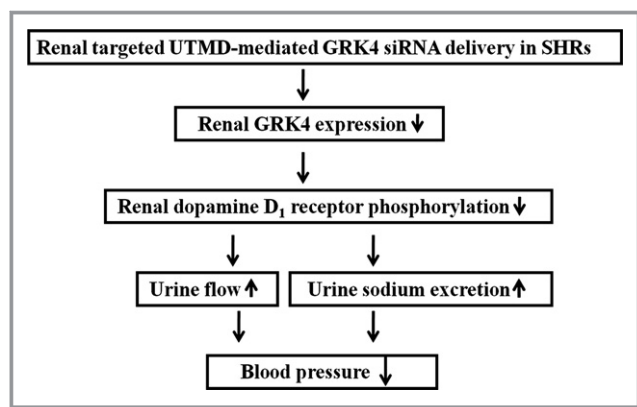 Renal targeted UTMD-mediated GRK4 siRNA delivery in SHRs
Renal GRK4 expression ↓
Renal dopamine D₁ receptor phosphorylation ↓
Urine flow ↑
Urine sodium excretion ↑
Blood pressure ↓